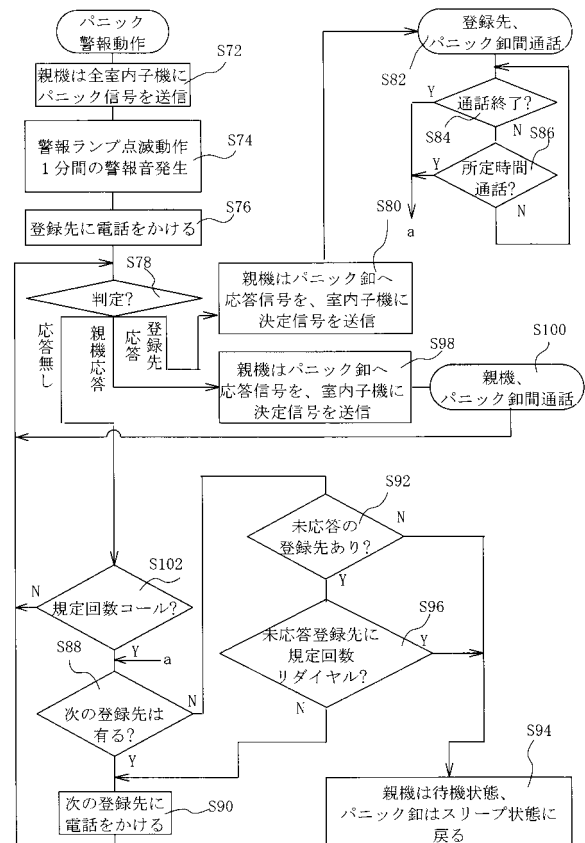 パニック
警報動作
S72
親機は全室内子機に
パニック信号を送信
S74
警報ランプ点滅動作
1分間の警報音発生
S76
登録先に電話をかける
S78
判定?
応答無し
親機応答
登録先
応答
S80
親機はパニック釦へ
応答信号を、室内子機に
決定信号を送信
登録先、
パニック釦間通話
S82
通話終了?
Y
S84
N
S86
所定時間
通話?
Y
N
a
S98
親機はパニック釦へ
応答信号を、室内子機に
決定信号を送信
S100
親機、
パニック釦間通話
S102
規定回数コール?
N
Y
a
S88
次の登録先は
有る?
N
Y
S90
次の登録先に
電話をかける
S92
未応答の
登録先あり?
N
Y
S96
未応答登録先に
規定回数
リダイヤル?
Y
N
S94
親機は待機状態、
パニック釦はスリープ状態に
戻る